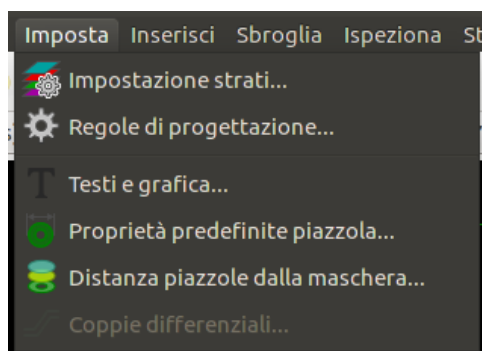 Imposta Inserisci Sbroglia Ispeziona
Impostazione strati...
Regole di progettazione...
Testi e grafica...
Proprietà predefinite piazzola...
Distanza piazzole dalla maschera...
Coppie differenziali...